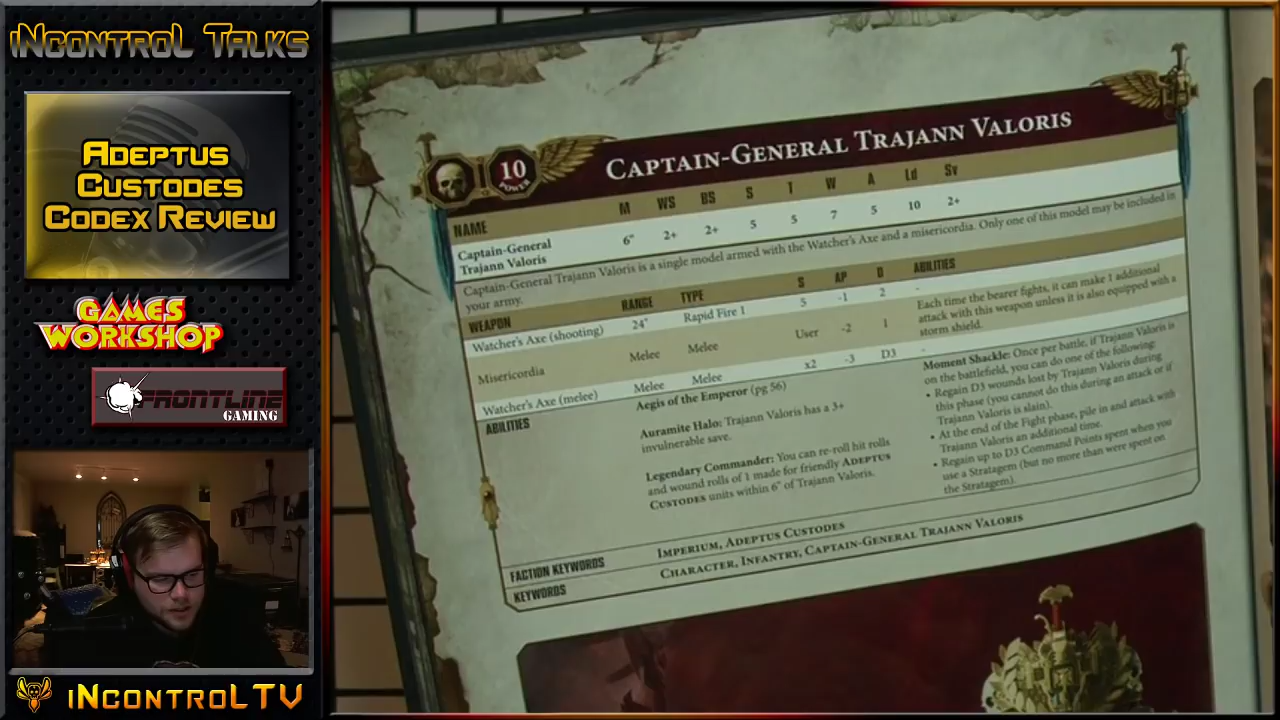 iNcontroL Talks
Adeptus
Custodes
Codex Review
GAMES
WORKSHOP
FRONTLINE
GAMING
iNcontroLTV
10
POWER
CAPTAIN-GENERAL TRAJANN VALORIS
NAME M WS BS S T W A Ld Sv
Captain-General
Trajann Valoris 6" 2+ 2+ 5 5 7 5 10 2+
Captain-General Trajann Valoris is a single model armed with the Watcher's Axe and a misericordia. Only one of this model may be included in
your army.
WEAPON RANGE TYPE S AP D ABILITIES
Watcher's Axe (shooting) 24" Rapid Fire 1 5 -1 2 -
Misericordia Melee Melee User -2 1 Each time the bearer fights, it can make 1 additional
attack with this weapon unless it is also equipped with a
storm shield.
Watcher's Axe (melee) Melee Melee x2 -3 D3 -
ABILITIES
Aegis of the Emperor (pg 56)
Auramite Halo: Trajann Valoris has a 3+
invulnerable save.
Legendary Commander: You can re-roll hit rolls
and wound rolls of 1 made for friendly ADEPTUS
CUSTODES units within 6" of Trajann Valoris.
Moment Shackle: Once per battle, if Trajann Valoris is
on the battlefield, you can do one of the following:
• Regain D3 wounds lost by Trajann Valoris during
this phase (you cannot do this during an attack or if
Trajann Valoris is slain).
• At the end of the Fight phase, pile in and attack with
Trajann Valoris an additional time.
• Regain up to D3 Command Points spent when you
use a Stratagem (but no more than were spent on
the Stratagem).
FACTION KEYWORDS IMPERIUM, ADEPTUS CUSTODES
KEYWORDS CHARACTER, INFANTRY, CAPTAIN-GENERAL TRAJANN VALORIS